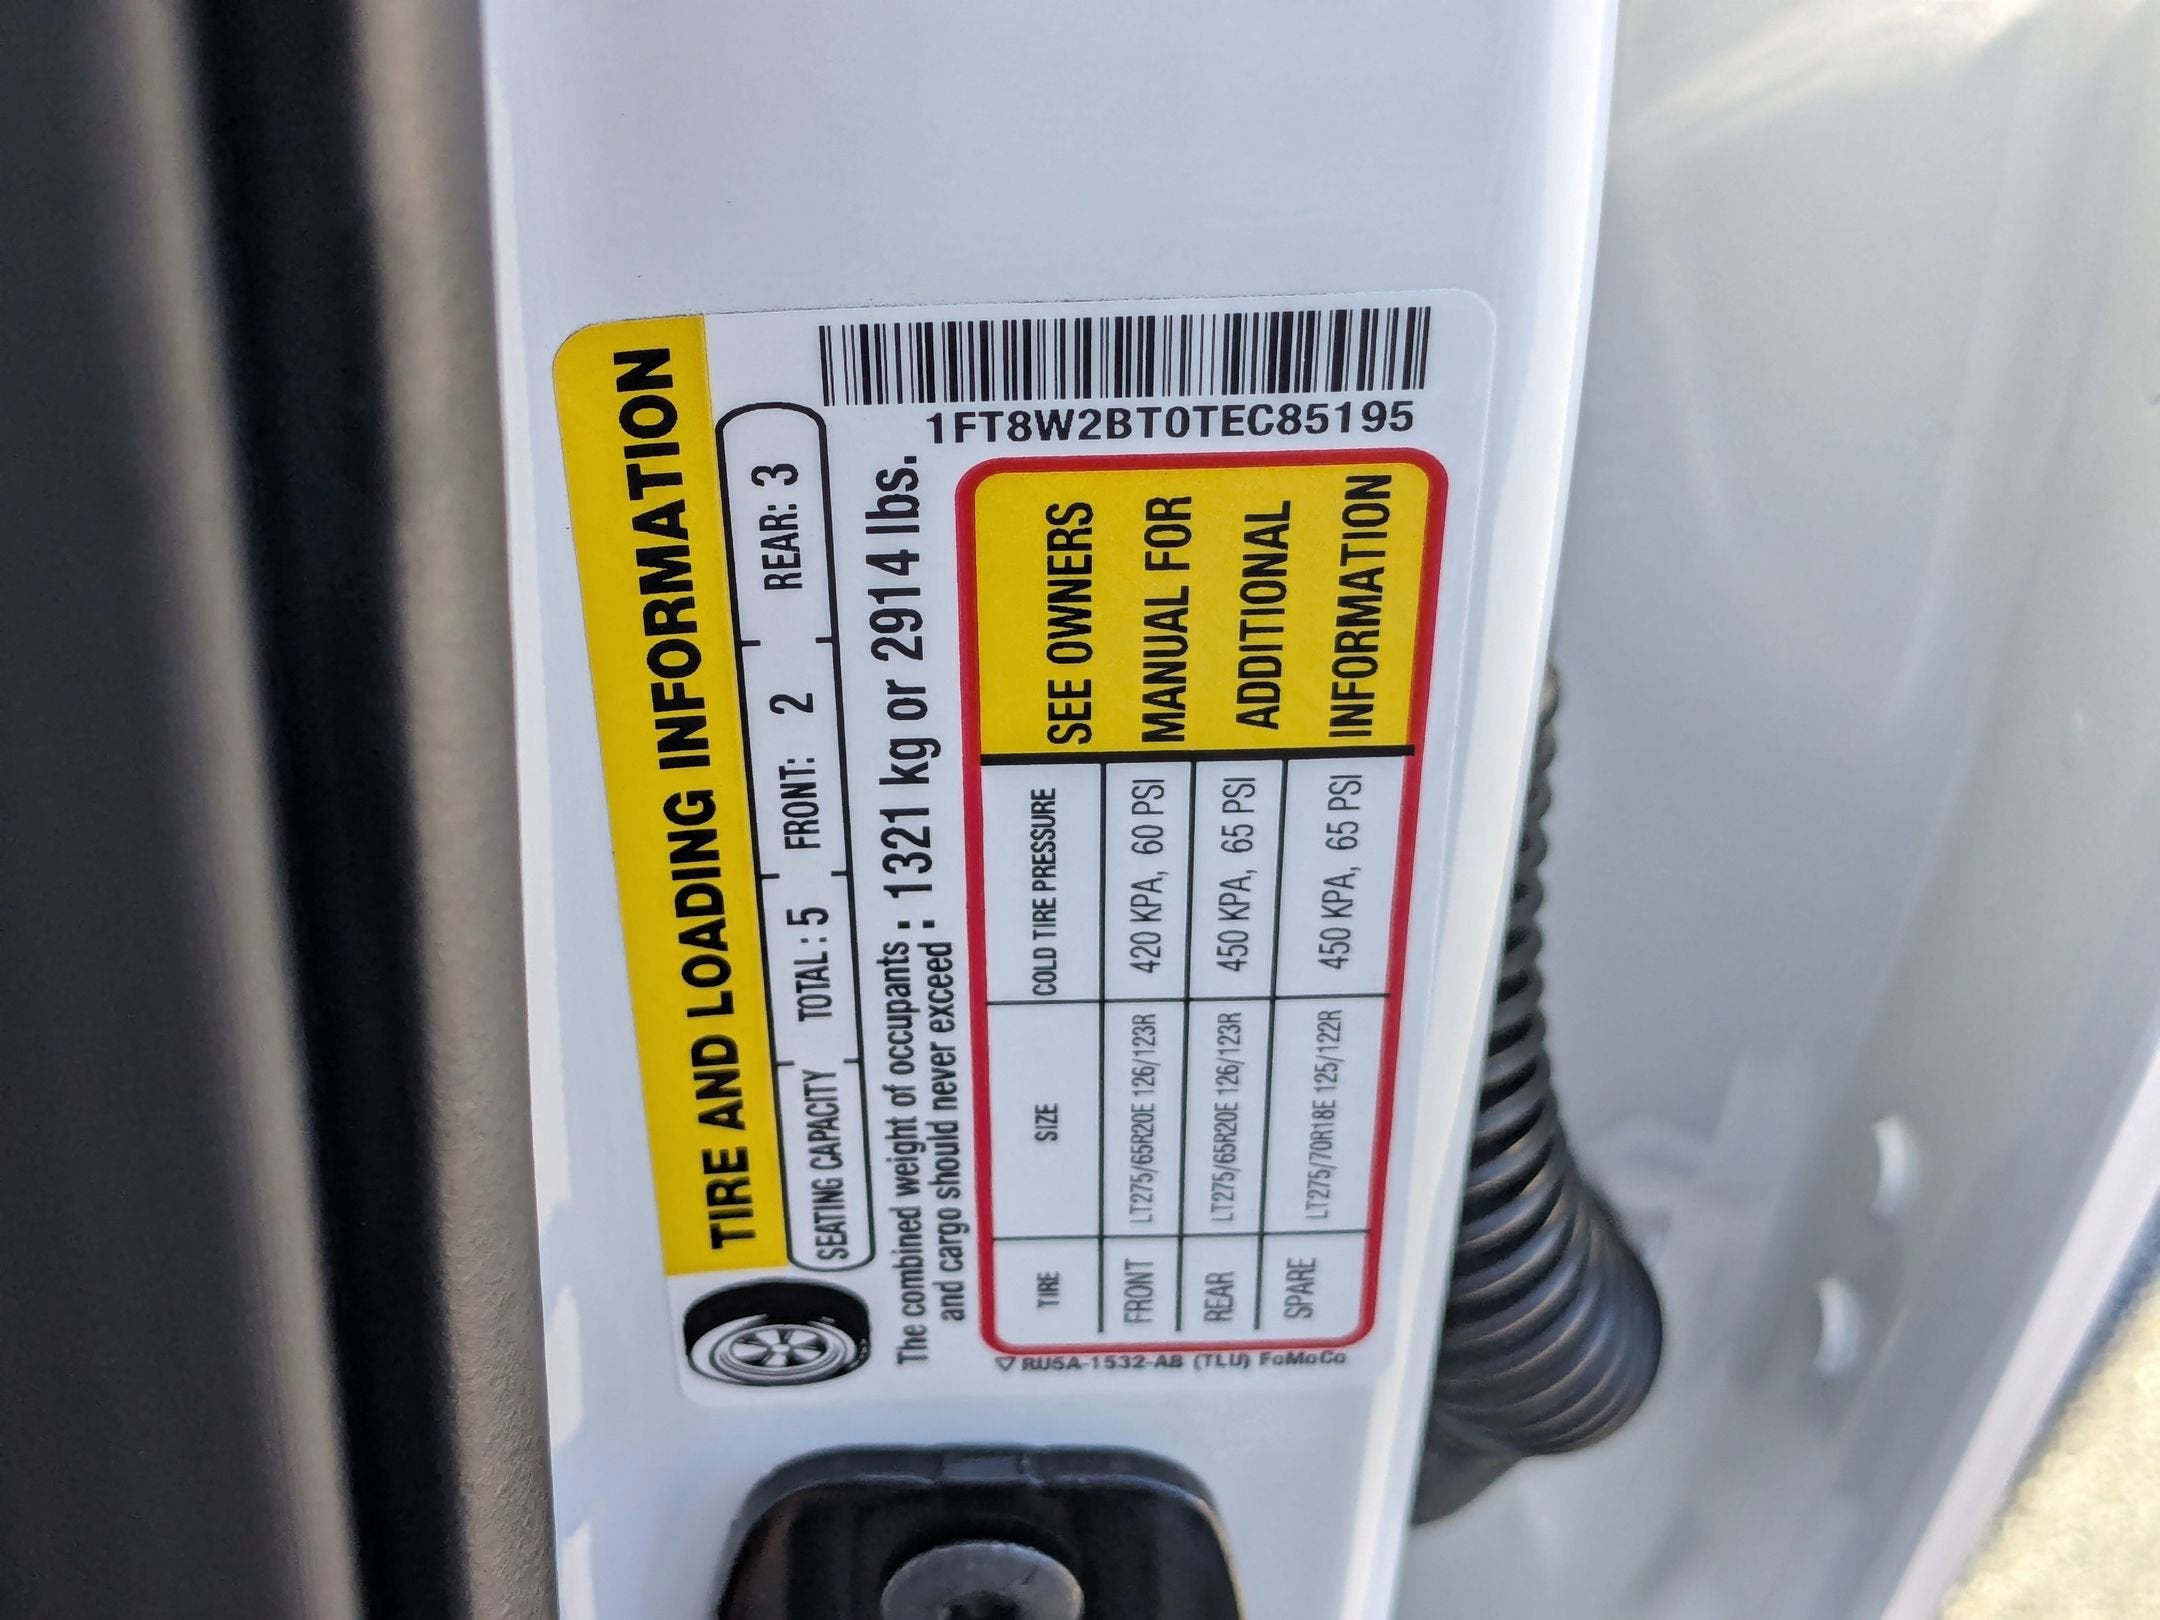 TIRE AND LOADING INFORMATION
SEATING CAPACITY TOTAL : 5 FRONT: 2 REAR: 3
The combined weight of occupants : 1321 kg or 2914 lbs.
and cargo should never exceed :
1FT8W2BT0TEC85195
TIRE SIZE COLD TIRE PRESSURE
FRONT LT275/65R20E 126/123R 420 KPA, 60 PSI
REAR LT275/65R20E 126/123R 450 KPA, 65 PSI
SPARE LT275/70R18E 125/122R 450 KPA, 65 PSI
SEE OWNERS
MANUAL FOR
ADDITIONAL
INFORMATION
RU5A-1532-AB (TLU) FoMoCo